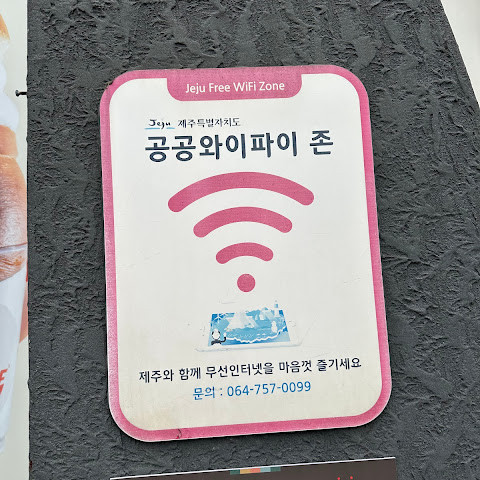 Jeju Free WiFi Zone
Jeju 제주특별자치도
공공와이파이 존
제주와 함께 무선인터넷을 마음껏 즐기세요
문의 : 064-757-0099